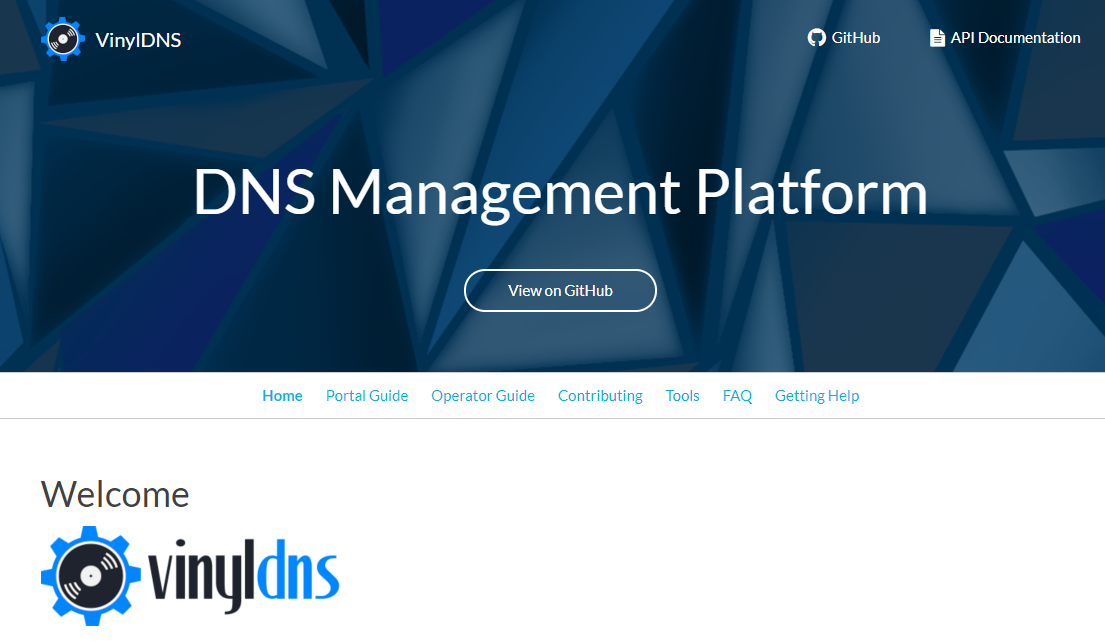 VinylDNS
GitHub
API Documentation
DNS Management Platform
View on GitHub
Home Portal Guide Operator Guide Contributing Tools FAQ Getting Help
Welcome
vinyldns